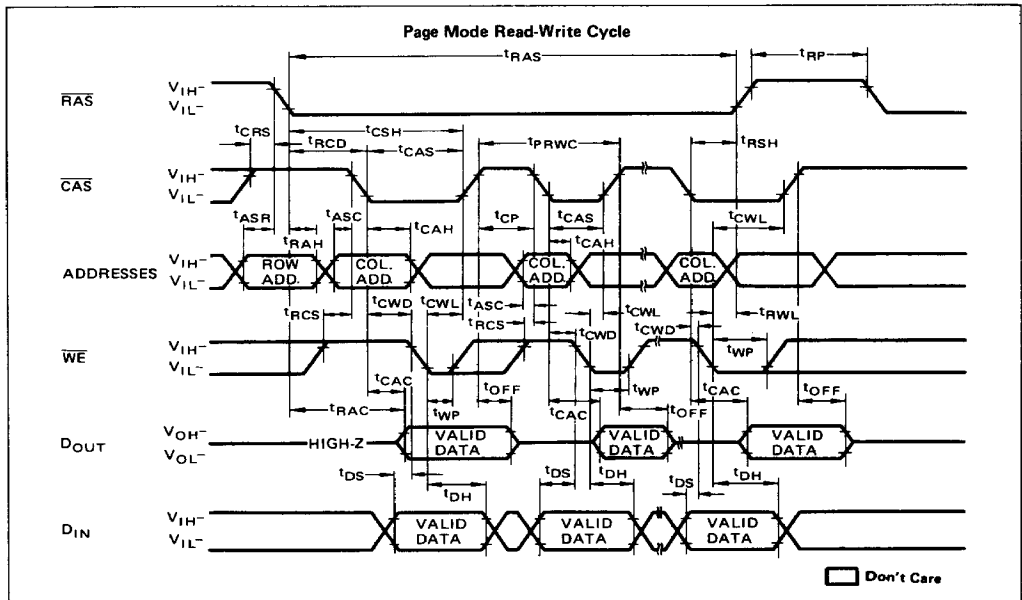 Page Mode Read-Write Cycle
tRAS
tRP
RAS
VIH-
VIL-
tCRS
tRCD
tCSH
tCAS
tPRWC
tRSH
CAS
VIH-
VIL-
tASR
tRAH
tASC
tCAH
tCP
tCAS
tCAH
tCWL
ADDRESSES
VIH-
VIL-
ROW ADD.
COL. ADD.
COL. ADD.
COL. ADD.
tRCS
tCWD
tCWL
tASC
tRCS
tCWD
tCWL
tCWD
tRWL
WE
VIH-
VIL-
tCAC
tRAC
tWP
tOFF
tCAC
tWP
tOFF
tCAC
tWP
tOFF
DOUT
VOH-
VOL-
HIGH-Z
VALID DATA
VALID DATA
VALID DATA
tDS
tDH
tDS
tDH
tDS
tDH
DIN
VIH-
VIL-
VALID DATA
VALID DATA
VALID DATA
Don't Care